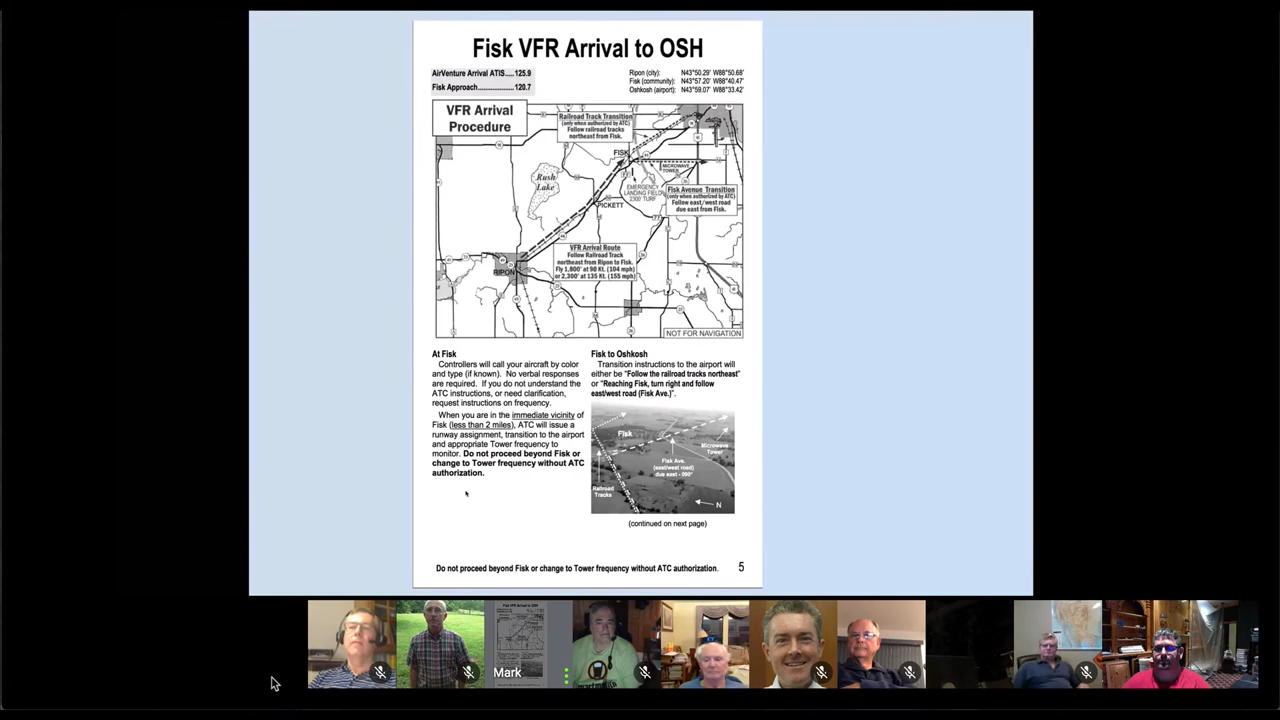 Fisk VFR Arrival to OSH
AirVenture Arrival ATIS.....125.9
Fisk Approach......................120.7
Ripon (city): N43°50.29' W88°50.68'
Fisk (community): N43°57.20' W88°40.47'
Oshkosh (airport): N43°59.07' W88°33.42'
VFR Arrival
Procedure
Railroad Track Transition
(only when authorized by ATC)
Follow railroad tracks
northeast from Fisk.
FISK
MICROWAVE
TOWER
Rush
Lake
EMERGENCY
LANDING FIELD
2300' TURF
Fisk Avenue Transition
(only when authorized by ATC)
Follow east/west road
due east from Fisk.
PICKETT
VFR Arrival Route
Follow Railroad Track
northeast from Ripon to Fisk.
Fly 1,800' at 90 Kt. (104 mph)
or 2,300' at 135 Kt. (155 mph)
RIPON
NOT FOR NAVIGATION
At Fisk
Controllers will call your aircraft by color
and type (if known). No verbal responses
are required. If you do not understand the
ATC instructions, or need clarification,
request instructions on frequency.
When you are in the immediate vicinity of
Fisk (less than 2 miles), ATC will issue a
runway assignment, transition to the airport
and appropriate Tower frequency to
monitor. Do not proceed beyond Fisk or
change to Tower frequency without ATC
authorization.
Fisk to Oshkosh
Transition instructions to the airport will
either be "Follow the railroad tracks northeast"
or "Reaching Fisk, turn right and follow
east/west road (Fisk Ave.)".
Fisk
Microwave
Tower
Fisk Ave.
(east/west road)
due east - 090°
Railroad
Tracks
N
(continued on next page)
Do not proceed beyond Fisk or change to Tower frequency without ATC authorization. 5
Mark